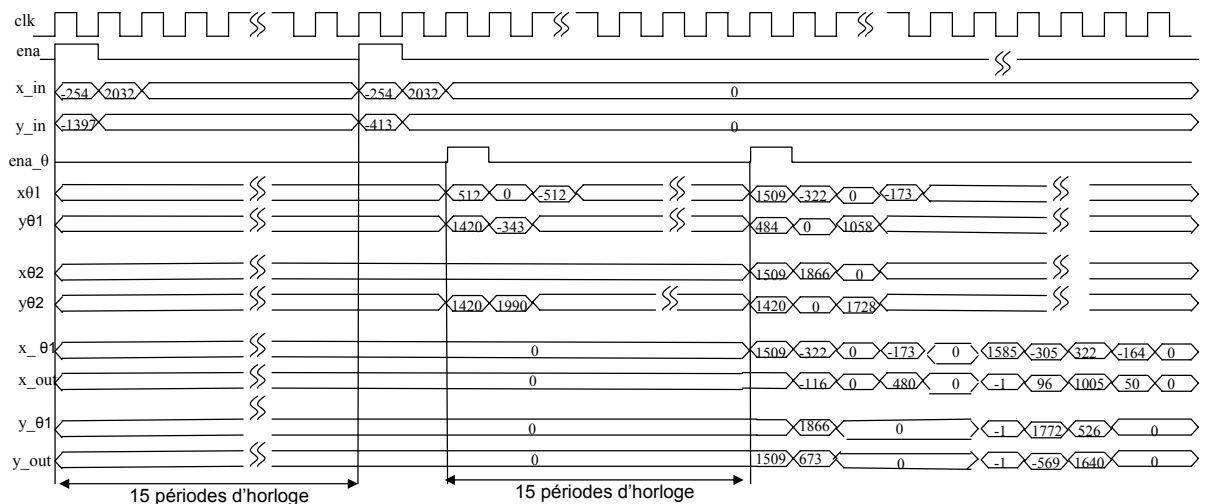 clk
ena
x_in -254 2032 -254 2032 0
y_in -1397 -413 0
ena_θ
xθ1 512 0 -512 1509 -322 0 -173
yθ1 1420 -343 484 0 1058
xθ2 1509 1866 0
yθ2 1420 1990 1420 0 1728
x_ θ1 0 1509 -322 0 -173 0 1585 -305 322 -164 0
x_out 0 -116 0 480 0 -1 96 1005 50 0
y_θ1 0 1866 0 -1 1772 526 0
y_out 0 1509 673 0 -1 -569 1640 0
15 périodes d’horloge 15 périodes d’horloge